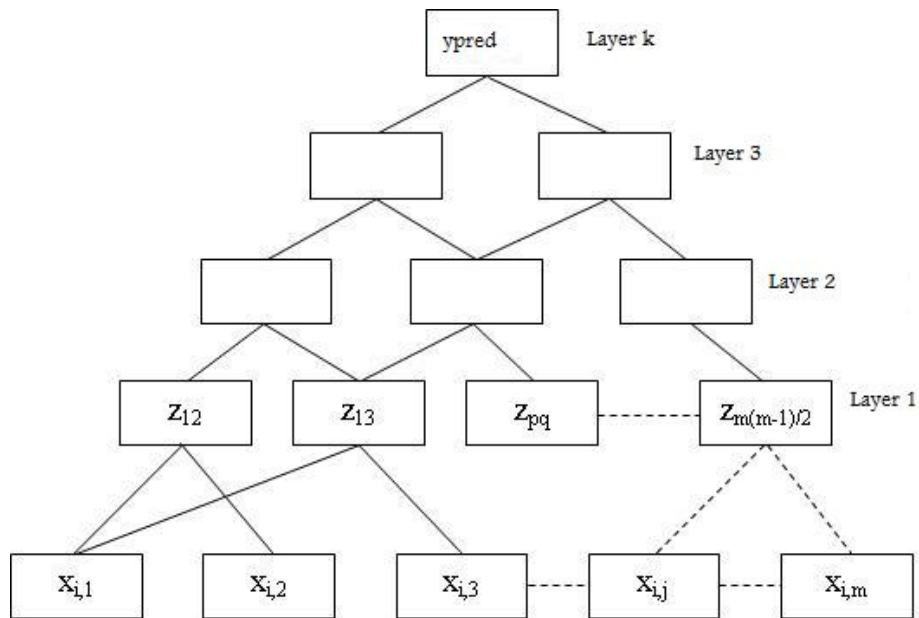 ypred
Layer k
Layer 3
Layer 2
z12
z13
zpq
zm(m-1)/2
Layer 1
xi,1
xi,2
xi,3
xi,j
xi,m